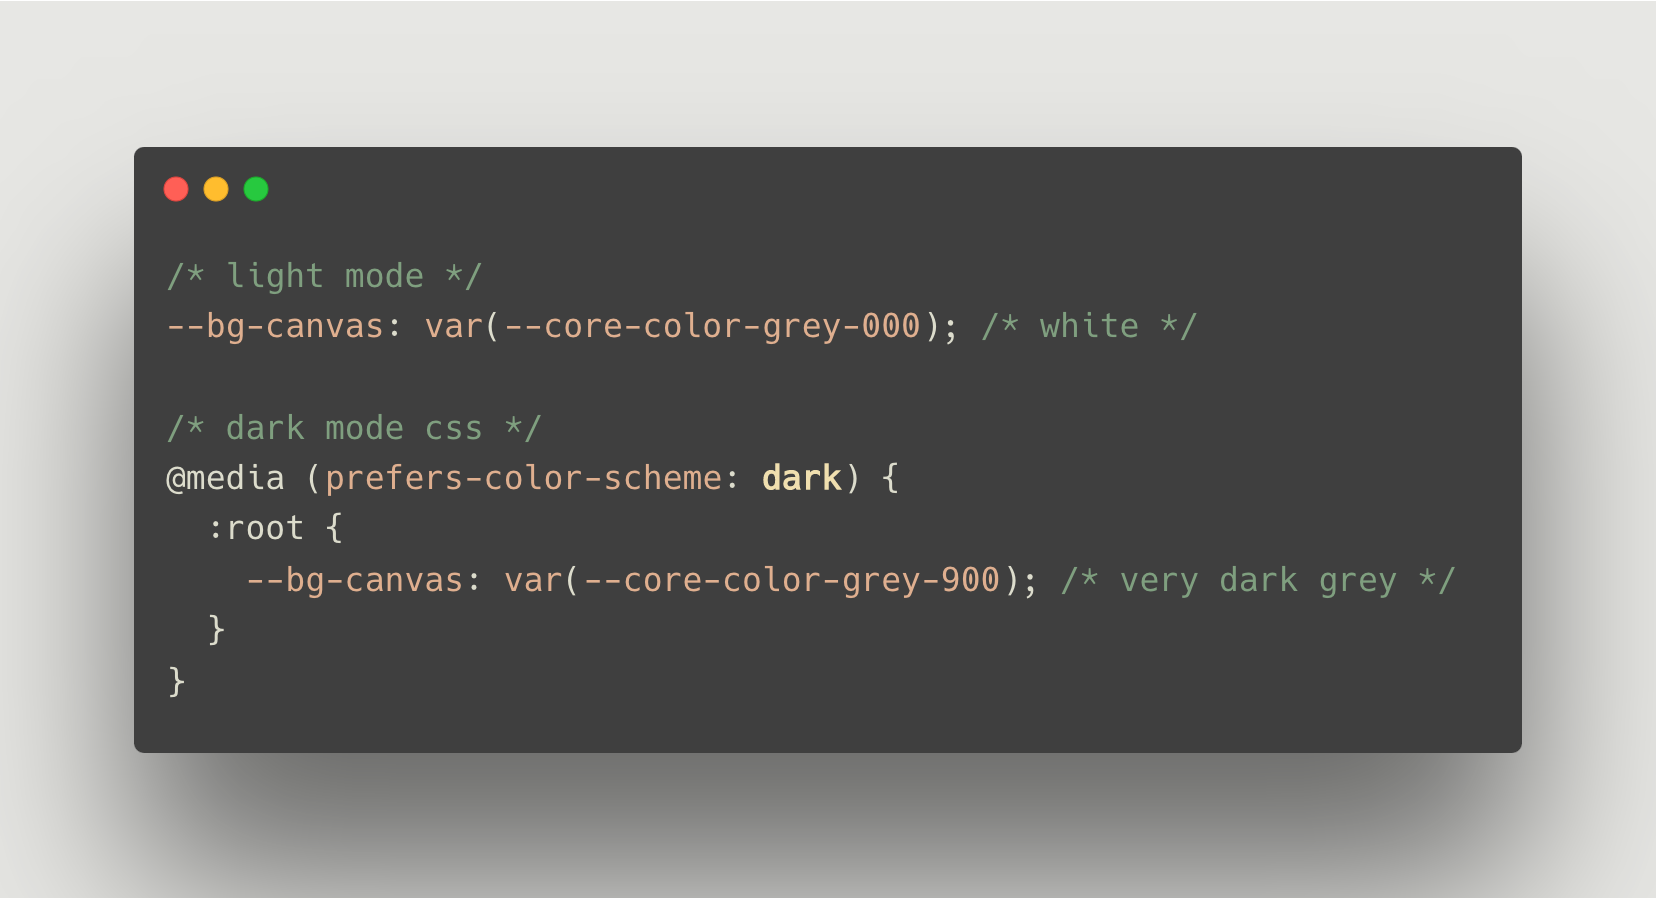 /* light mode */
--bg-canvas: var(--core-color-grey-000); /* white */

/* dark mode css */
@media (prefers-color-scheme: dark) {
  :root {
    --bg-canvas: var(--core-color-grey-900); /* very dark grey */
  }
}